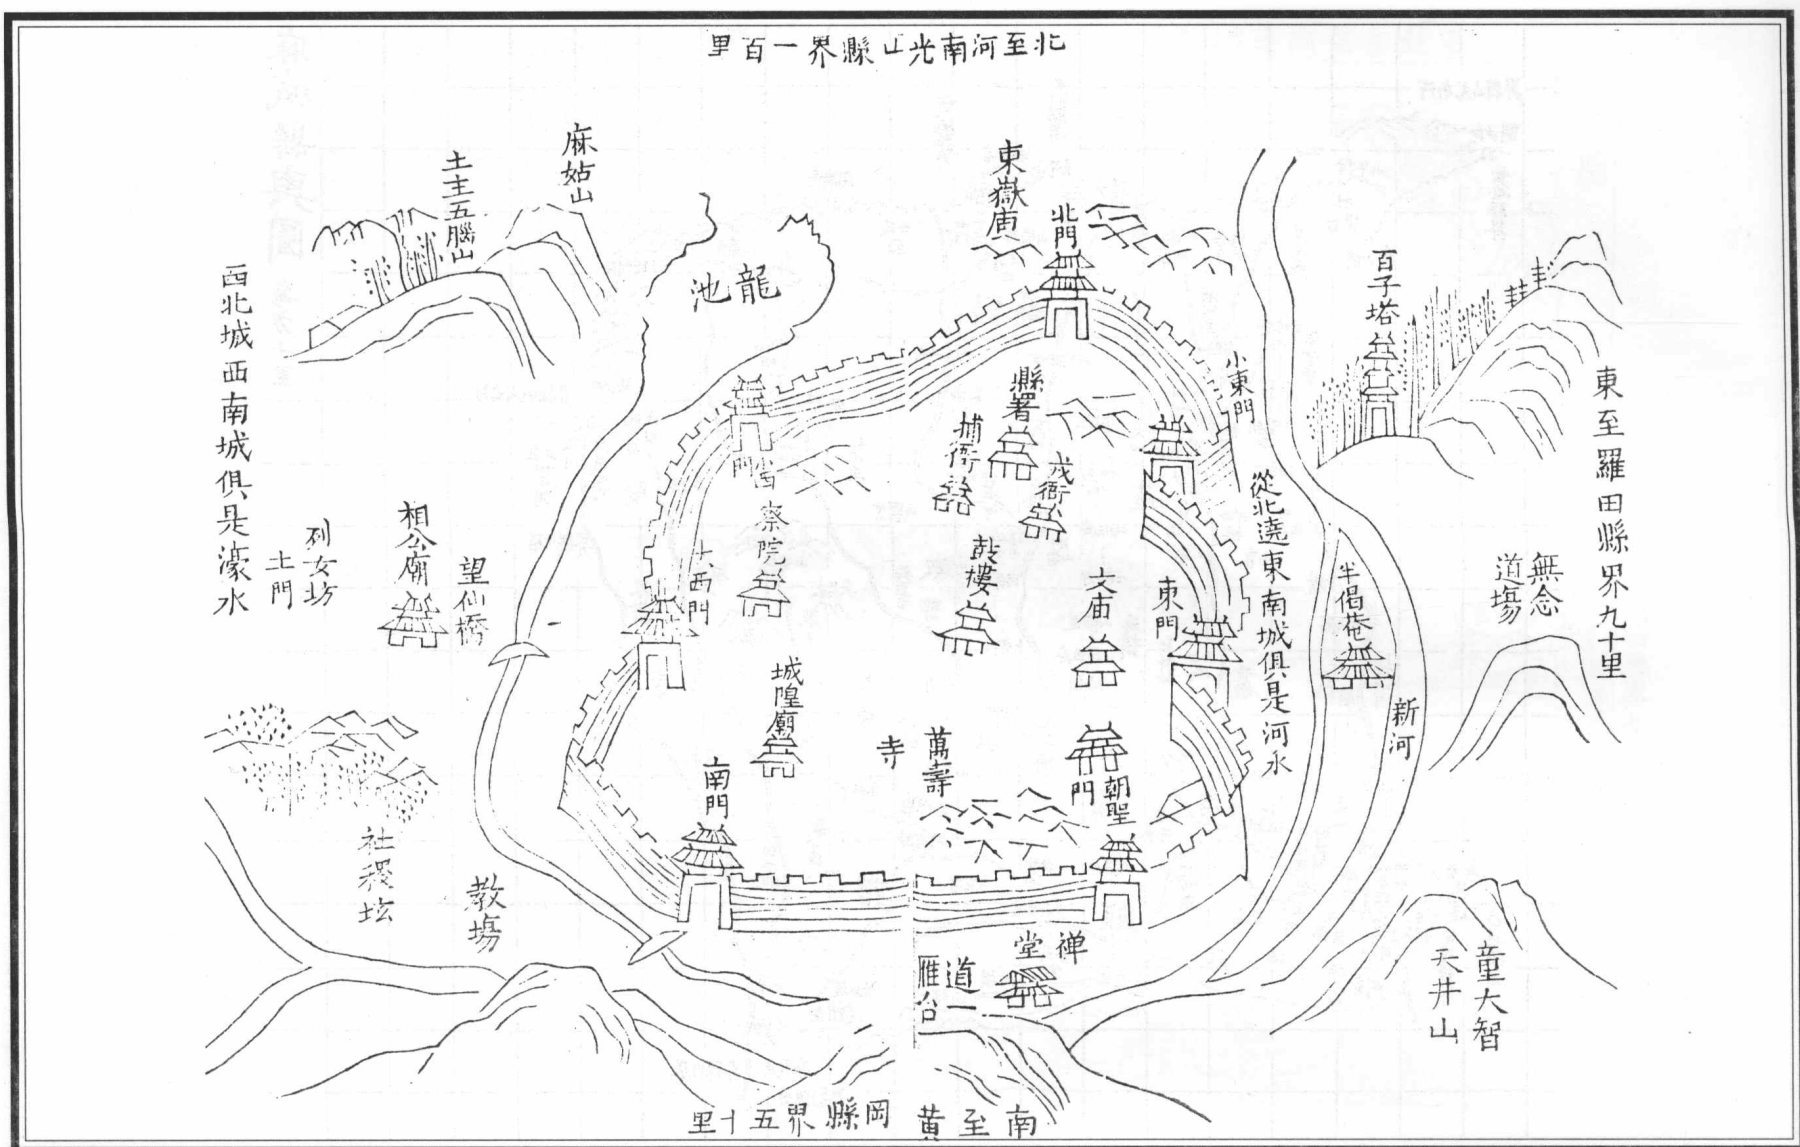 北至河南光山縣界一百里
東至羅田縣界九十里
百子塔
無念
道場
新河
半偈菴
從北遶東南城俱是河水
小東門
童大智
天井山
東嶽庙
北門
縣署
捕衙
戎衙
鼓樓
文庙
東門
朝聖
門
萬壽
寺
禅
堂
道一
雁台
龍
池
察院
大西門
城隍廟
南門
麻姑山
土主五腦山
西北城西南城俱是濠水
望仙橋
相公廟
列女坊
土門
社稷坛
教場
南至黄岡縣界五十里